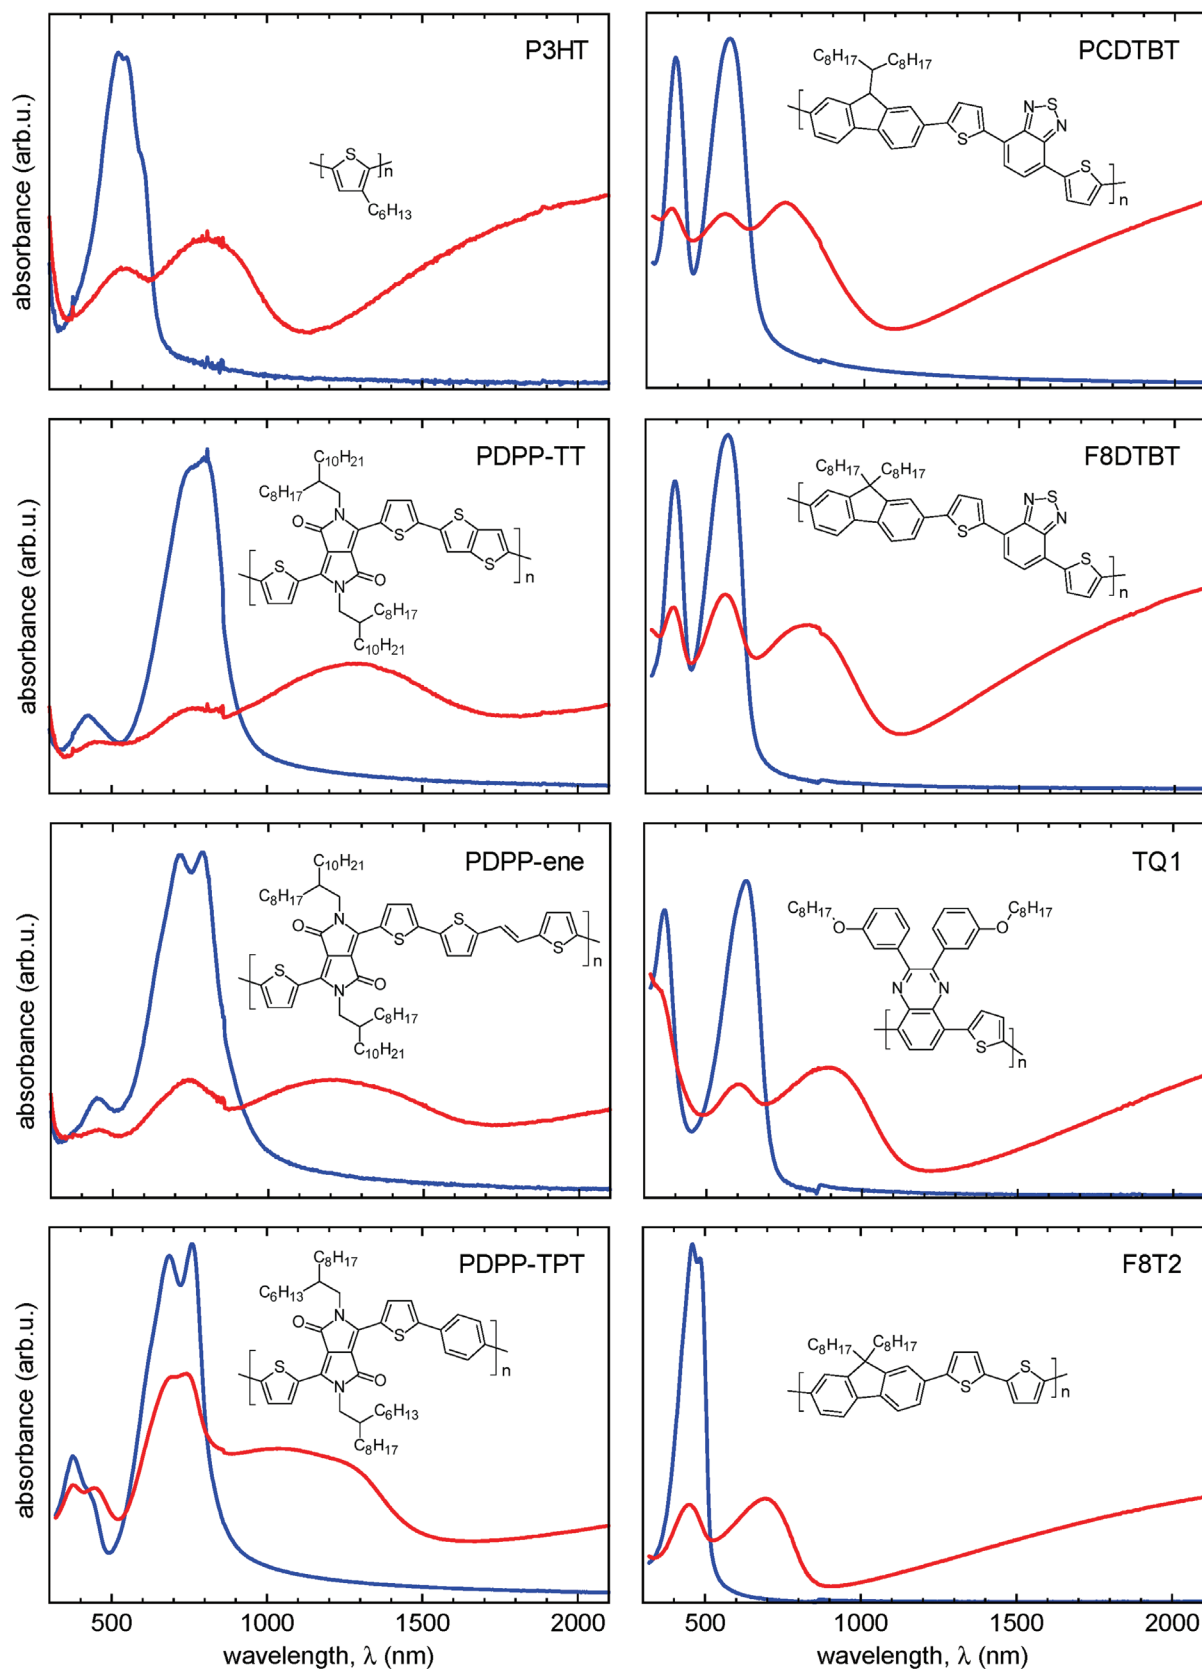 P3HT
absorbance (arb.u.)
S
n
C6H13
PCDTBT
C8H17 C8H17
S
N S N
S
n
PDPP-TT
absorbance (arb.u.)
C10H21
C8H17
N
O
S
S
S
S
O
N
n
C8H17
C10H21
F8DTBT
C8H17 C8H17
S
N S N
S
n
PDPP-ene
absorbance (arb.u.)
C10H21
C8H17
N
O
S
S
S
S
O
N
n
C8H17
C10H21
TQ1
C8H17 O
O C8H17
N N
S
n
PDPP-TPT
absorbance (arb.u.)
C8H17
C6H13
N
O
S
S
O
N
n
C6H13
C8H17
F8T2
C8H17 C8H17
S
S
n
500 1000 1500 2000
wavelength, λ (nm)
500 1000 1500 2000
wavelength, λ (nm)